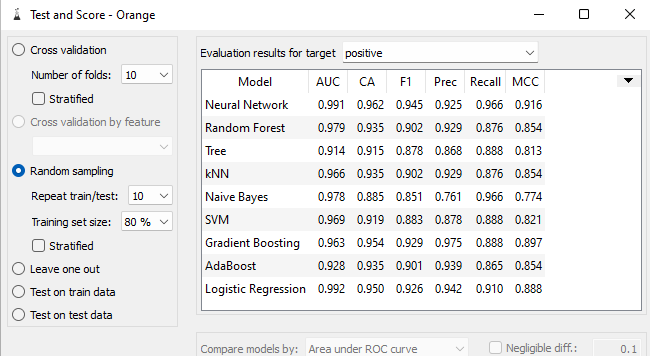 Test and Score - Orange
Cross validation
Number of folds: 10
Stratified
Cross validation by feature
Random sampling
Repeat train/test: 10
Training set size: 80 %
Stratified
Leave one out
Test on train data
Test on test data
Evaluation results for target positive
Model AUC CA F1 Prec Recall MCC
Neural Network 0.991 0.962 0.945 0.925 0.966 0.916
Random Forest 0.979 0.935 0.902 0.929 0.876 0.854
Tree 0.914 0.915 0.878 0.868 0.888 0.813
kNN 0.966 0.935 0.902 0.929 0.876 0.854
Naive Bayes 0.978 0.885 0.851 0.761 0.966 0.774
SVM 0.969 0.919 0.883 0.878 0.888 0.821
Gradient Boosting 0.963 0.954 0.929 0.975 0.888 0.897
AdaBoost 0.928 0.935 0.901 0.939 0.865 0.854
Logistic Regression 0.992 0.950 0.926 0.942 0.910 0.888
Compare models by: Area under ROC curve Negligible diff.: 0.1